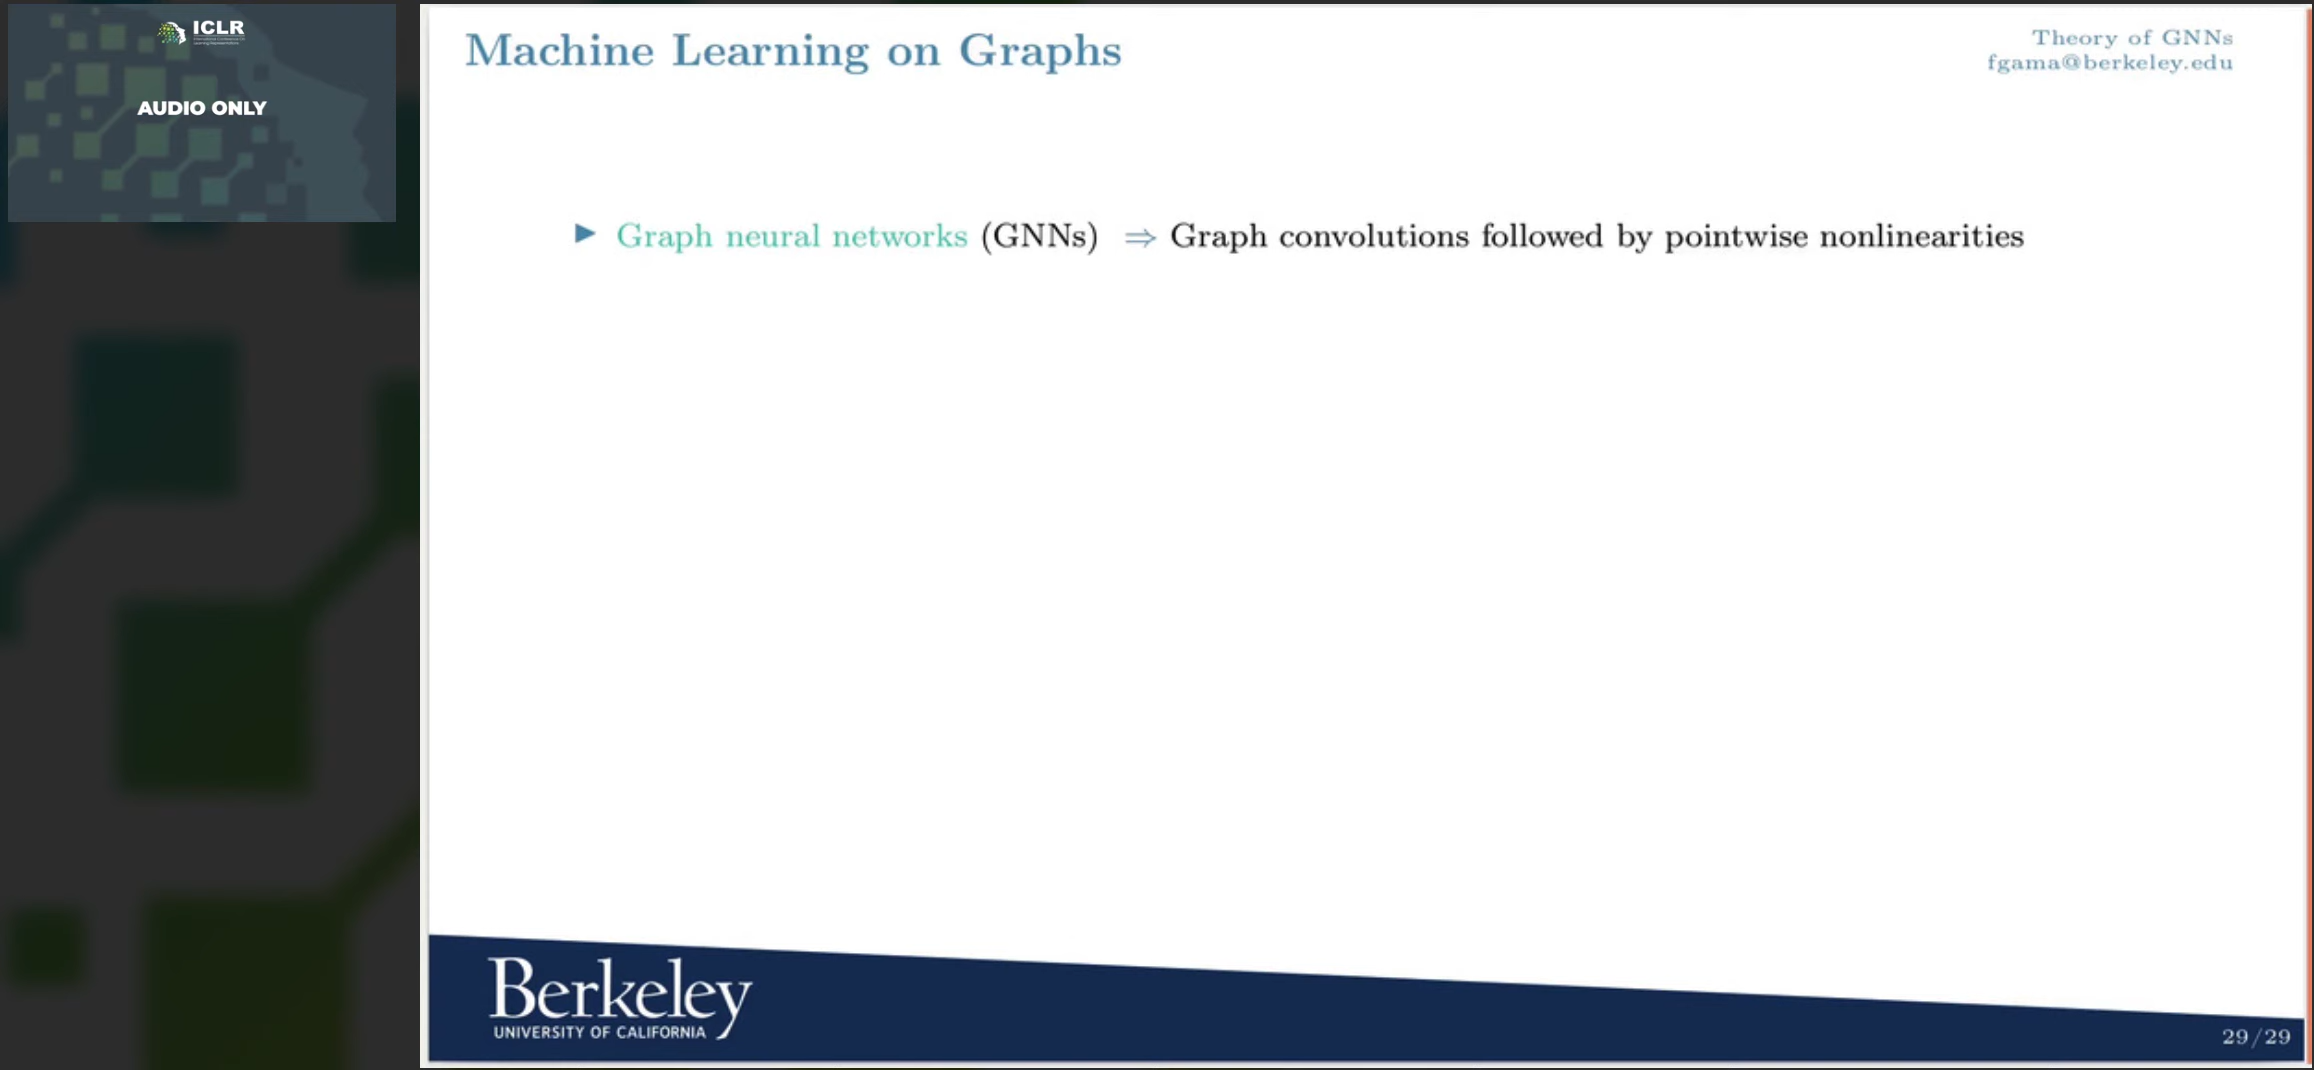 ICLR
AUDIO ONLY
Machine Learning on Graphs
Theory of GNNs
fgama@berkeley.edu
▶ Graph neural networks (GNNs) ⇒ Graph convolutions followed by pointwise nonlinearities
Berkeley
UNIVERSITY OF CALIFORNIA
29/29